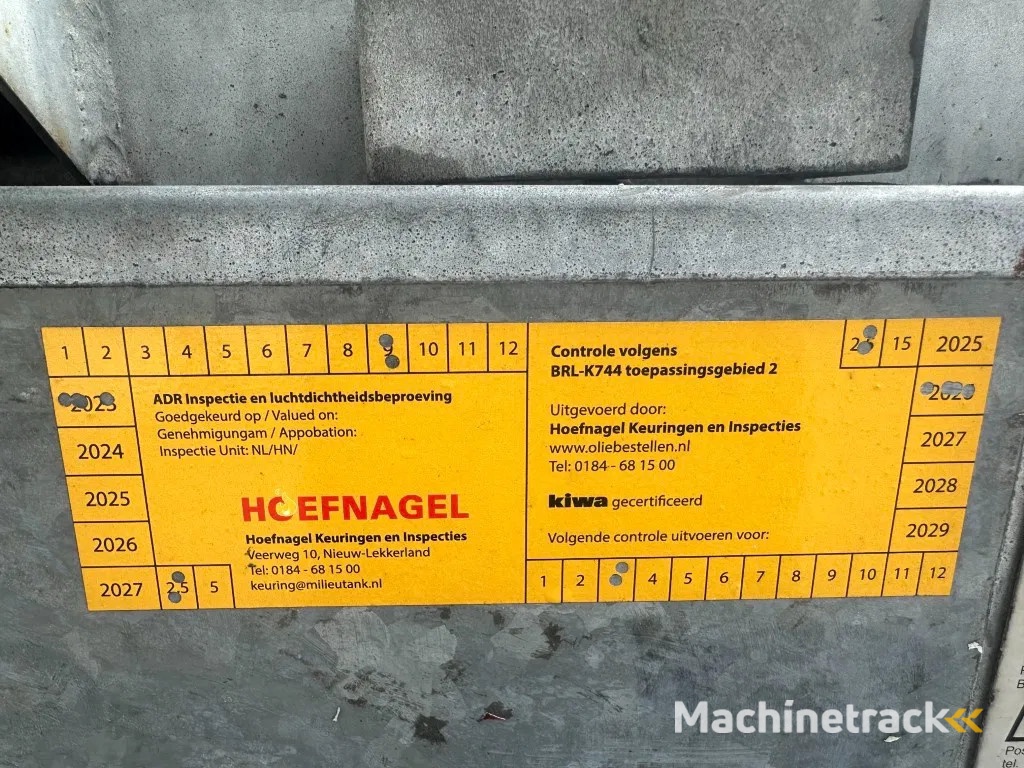 1 2 3 4 5 6 7 8 9 10 11 12
2023
2024
2025
2026
2027 2,5 5
ADR Inspectie en luchtdichtheidsbeproeving
Goedgekeurd op / Valued on:
Genehmigungam / Appobation:
Inspectie Unit: NL/HN/
HOEFNAGEL
Hoefnagel Keuringen en Inspecties
Veerweg 10, Nieuw-Lekkerland
Tel: 0184 - 68 15 00
keuring@milieutank.nl
Controle volgens
BRL-K744 toepassingsgebied 2
Uitgevoerd door:
Hoefnagel Keuringen en Inspecties
www.oliebestellen.nl
Tel: 0184 - 68 15 00
kiwa gecertificeerd
Volgende controle uitvoeren voor:
15 2025
2026
2027
2028
2029
1 2 4 5 6 7 8 9 10 11 12
Machinetrack